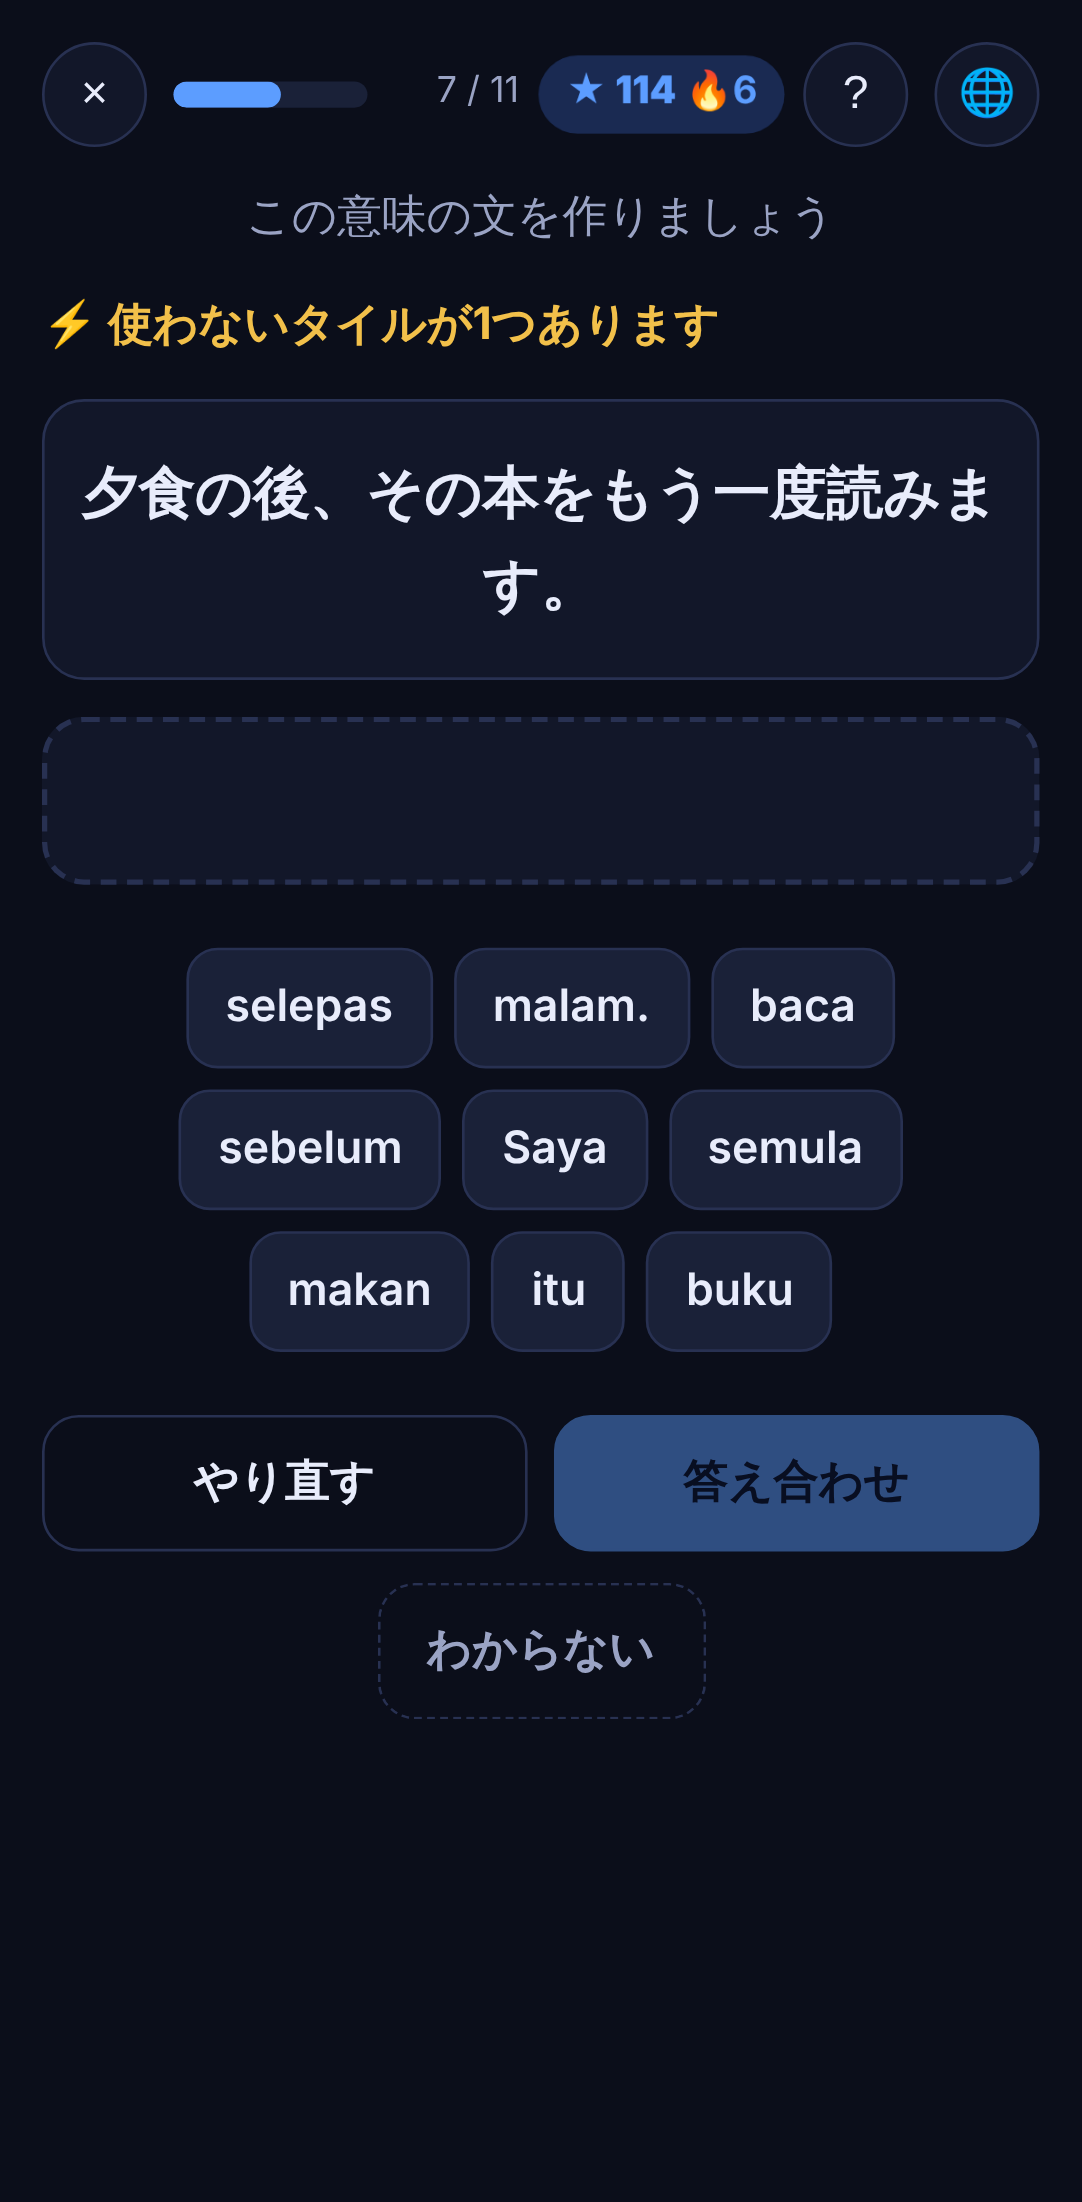 ×
7 / 11
★ 114 🔥6
?
🌐
この意味の文を作りましょう
⚡ 使わないタイルが1つあります
夕食の後、その本をもう一度読みま
す。
selepas malam. baca
sebelum Saya semula
makan itu buku
やり直す 答え合わせ
わからない